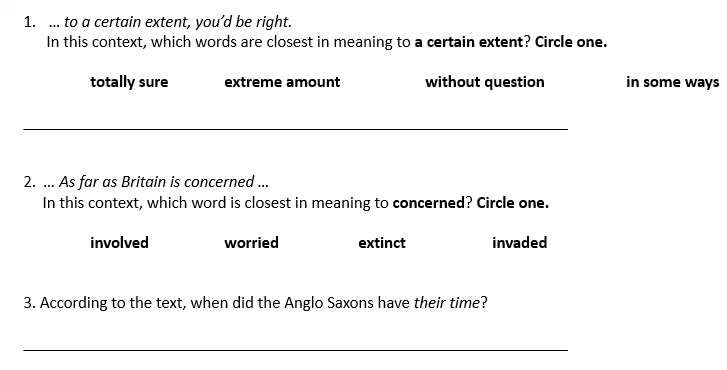 1. ... to a certain extent, you'd be right.
In this context, which words are closest in meaning to a certain extent? Circle one.
totally sure extreme amount without question in some ways
2. ... As far as Britain is concerned ...
In this context, which word is closest in meaning to concerned? Circle one.
involved worried extinct invaded
3. According to the text, when did the Anglo Saxons have their time?